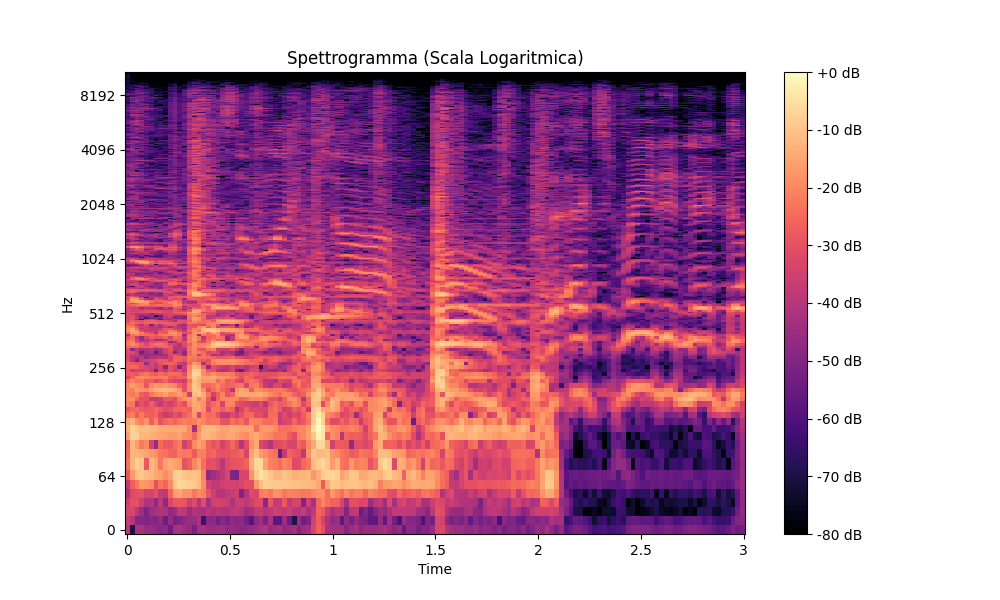 Spettrogramma (Scala Logaritmica)
Hz
8192
4096
2048
1024
512
256
128
64
0
0
0.5
1
1.5
2
2.5
3
Time
+0 dB
-10 dB
-20 dB
-30 dB
-40 dB
-50 dB
-60 dB
-70 dB
-80 dB